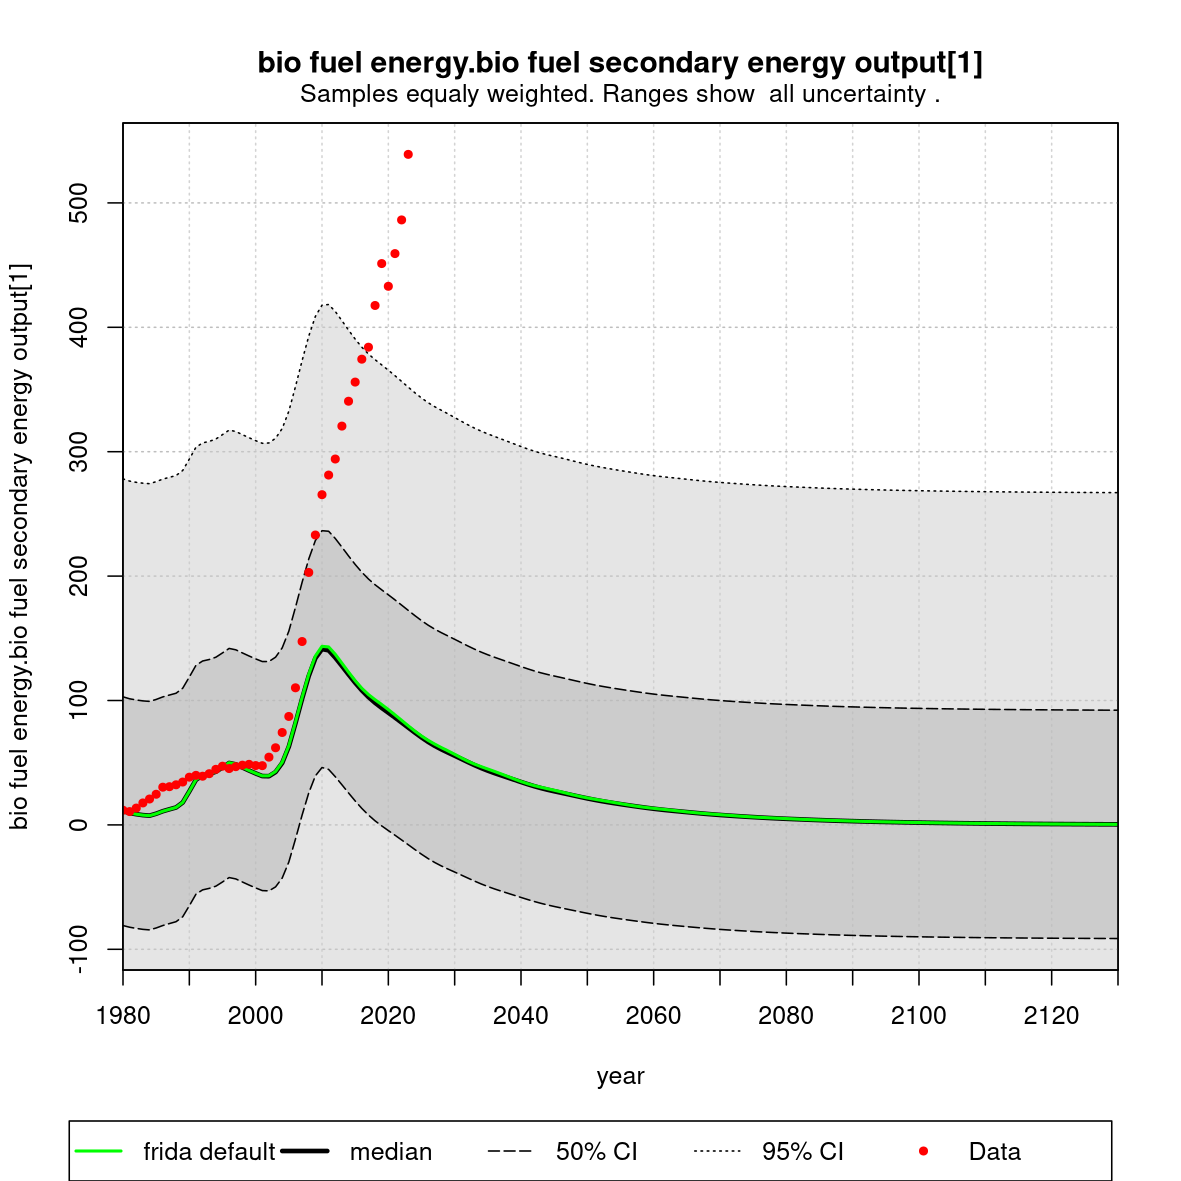 bio fuel energy.bio fuel secondary energy output[1]
Samples equaly weighted. Ranges show  all uncertainty .
bio fuel energy.bio fuel secondary energy output[1]
500
400
300
200
100
0
-100
1980 2000 2020 2040 2060 2080 2100 2120
year
frida default median 50% CI 95% CI Data